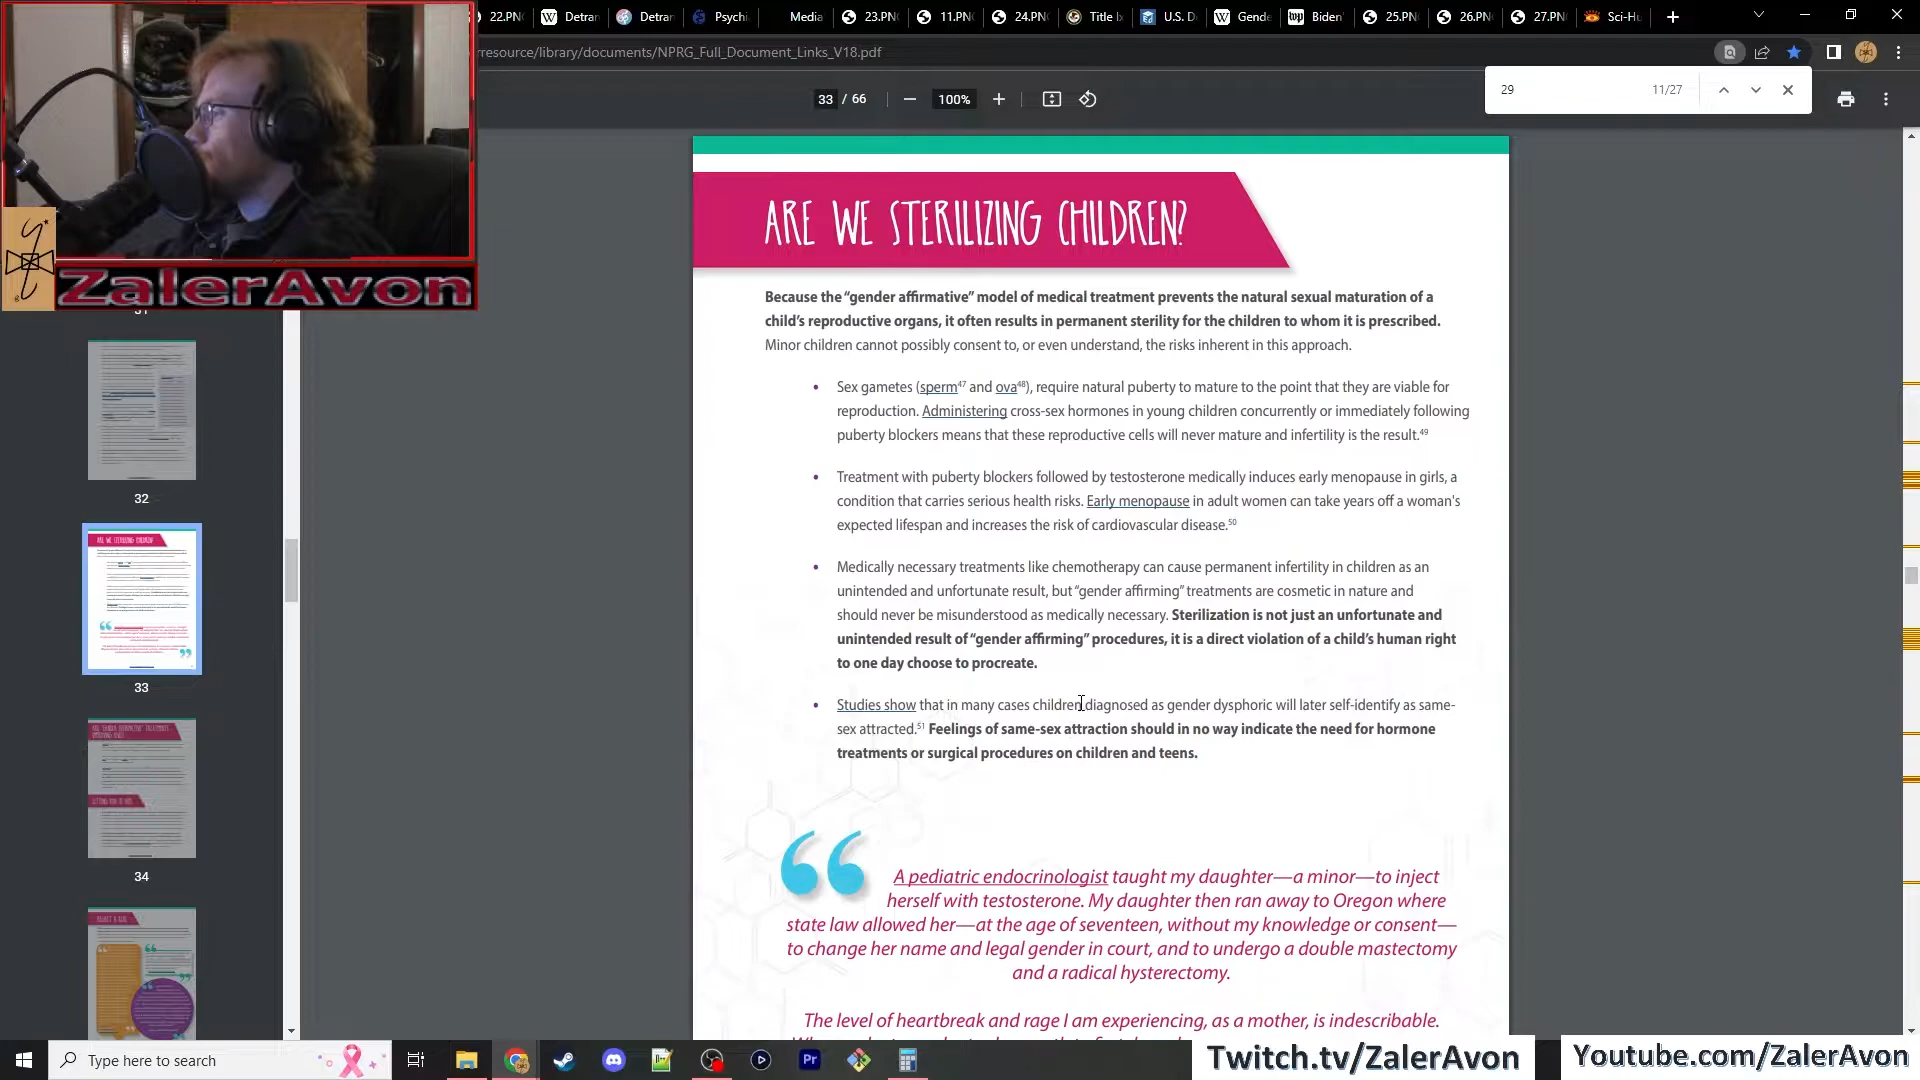 22.PN
Detran
Detran
Psychi
Media
23.PN
11.PN
24.PN
Title I
U.S. D
Gende
Biden'
25.PN
26.PN
27.PN
Sci-Hu
resource/library/documents/NPRG_Full_Document_Links_V18.pdf
29
11/27
33 / 66
100%
ZalerAvon
32
33
34
ARE WE STERILIZING CHILDREN?
Because the “gender affirmative” model of medical treatment prevents the natural sexual maturation of a
child’s reproductive organs, it often results in permanent sterility for the children to whom it is prescribed.
Minor children cannot possibly consent to, or even understand, the risks inherent in this approach.
• Sex gametes (sperm47 and ova48), require natural puberty to mature to the point that they are viable for
reproduction. Administering cross-sex hormones in young children concurrently or immediately following
puberty blockers means that these reproductive cells will never mature and infertility is the result.49
• Treatment with puberty blockers followed by testosterone medically induces early menopause in girls, a
condition that carries serious health risks. Early menopause in adult women can take years off a woman's
expected lifespan and increases the risk of cardiovascular disease.50
• Medically necessary treatments like chemotherapy can cause permanent infertility in children as an
unintended and unfortunate result, but “gender affirming” treatments are cosmetic in nature and
should never be misunderstood as medically necessary. Sterilization is not just an unfortunate and
unintended result of “gender affirming” procedures, it is a direct violation of a child’s human right
to one day choose to procreate.
• Studies show that in many cases children diagnosed as gender dysphoric will later self-identify as same-
sex attracted.51 Feelings of same-sex attraction should in no way indicate the need for hormone
treatments or surgical procedures on children and teens.
“
A pediatric endocrinologist taught my daughter—a minor—to inject
herself with testosterone. My daughter then ran away to Oregon where
state law allowed her—at the age of seventeen, without my knowledge or consent—
to change her name and legal gender in court, and to undergo a double mastectomy
and a radical hysterectomy.
The level of heartbreak and rage I am experiencing, as a mother, is indescribable.
Type here to search
Twitch.tv/ZalerAvon
Youtube.com/ZalerAvon